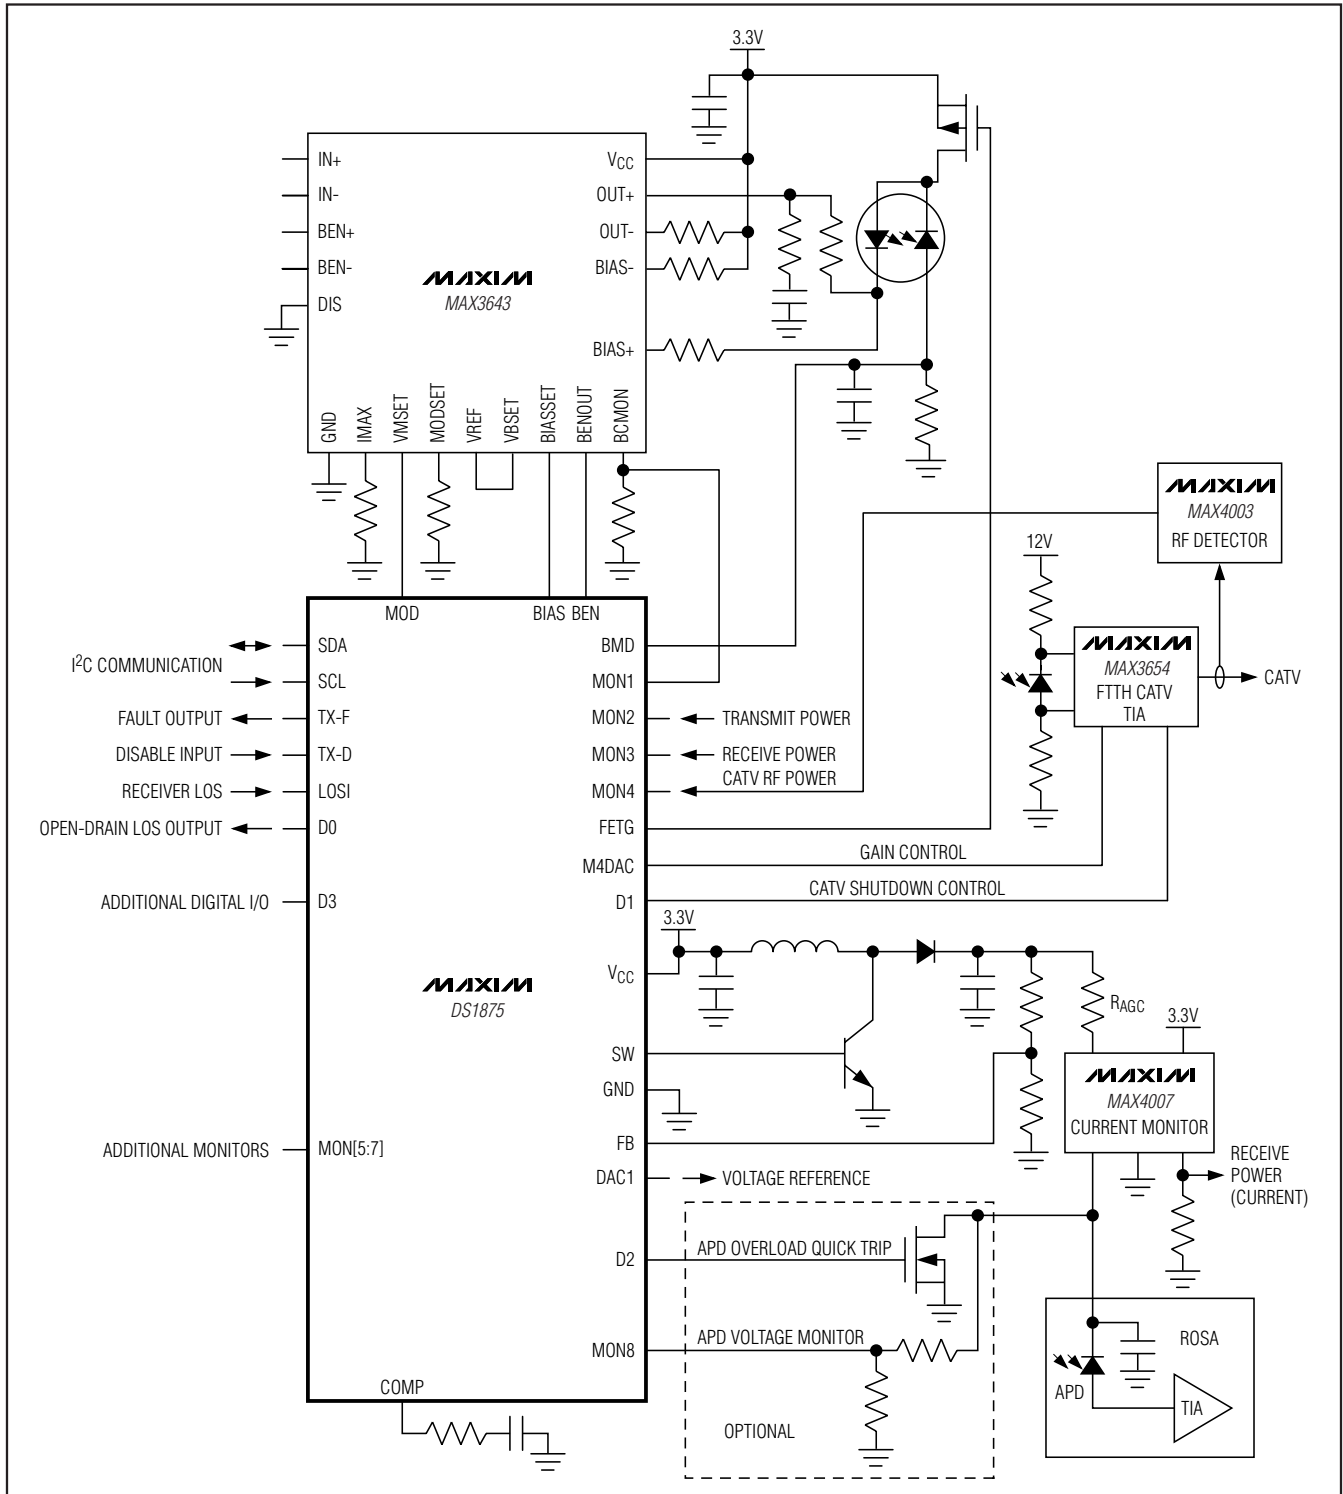 3.3V
IN+
IN-
BEN+
BEN-
DIS
MAXIM
MAX3643
VCC
OUT+
OUT-
BIAS-
BIAS+
GND
IMAX
VMSET
MODSET
VREF
VBSET
BIASSET
BENOUT
BCMON
MAXIM
MAX4003
RF DETECTOR
12V
MAXIM
MAX3654
FTTH CATV
TIA
CATV
MOD
BIAS
BEN
I²C COMMUNICATION
FAULT OUTPUT
DISABLE INPUT
RECEIVER LOS
OPEN-DRAIN LOS OUTPUT
ADDITIONAL DIGITAL I/O
ADDITIONAL MONITORS
SDA
SCL
TX-F
TX-D
LOSI
D0
D3
MON[5:7]
MAXIM
DS1875
COMP
BMD
MON1
MON2
MON3
MON4
FETG
M4DAC
D1
VCC
SW
GND
FB
DAC1
D2
MON8
TRANSMIT POWER
RECEIVE POWER
CATV RF POWER
GAIN CONTROL
CATV SHUTDOWN CONTROL
3.3V
RAGC
3.3V
MAXIM
MAX4007
CURRENT MONITOR
RECEIVE
POWER
(CURRENT)
VOLTAGE REFERENCE
APD OVERLOAD QUICK TRIP
APD VOLTAGE MONITOR
OPTIONAL
ROSA
APD
TIA